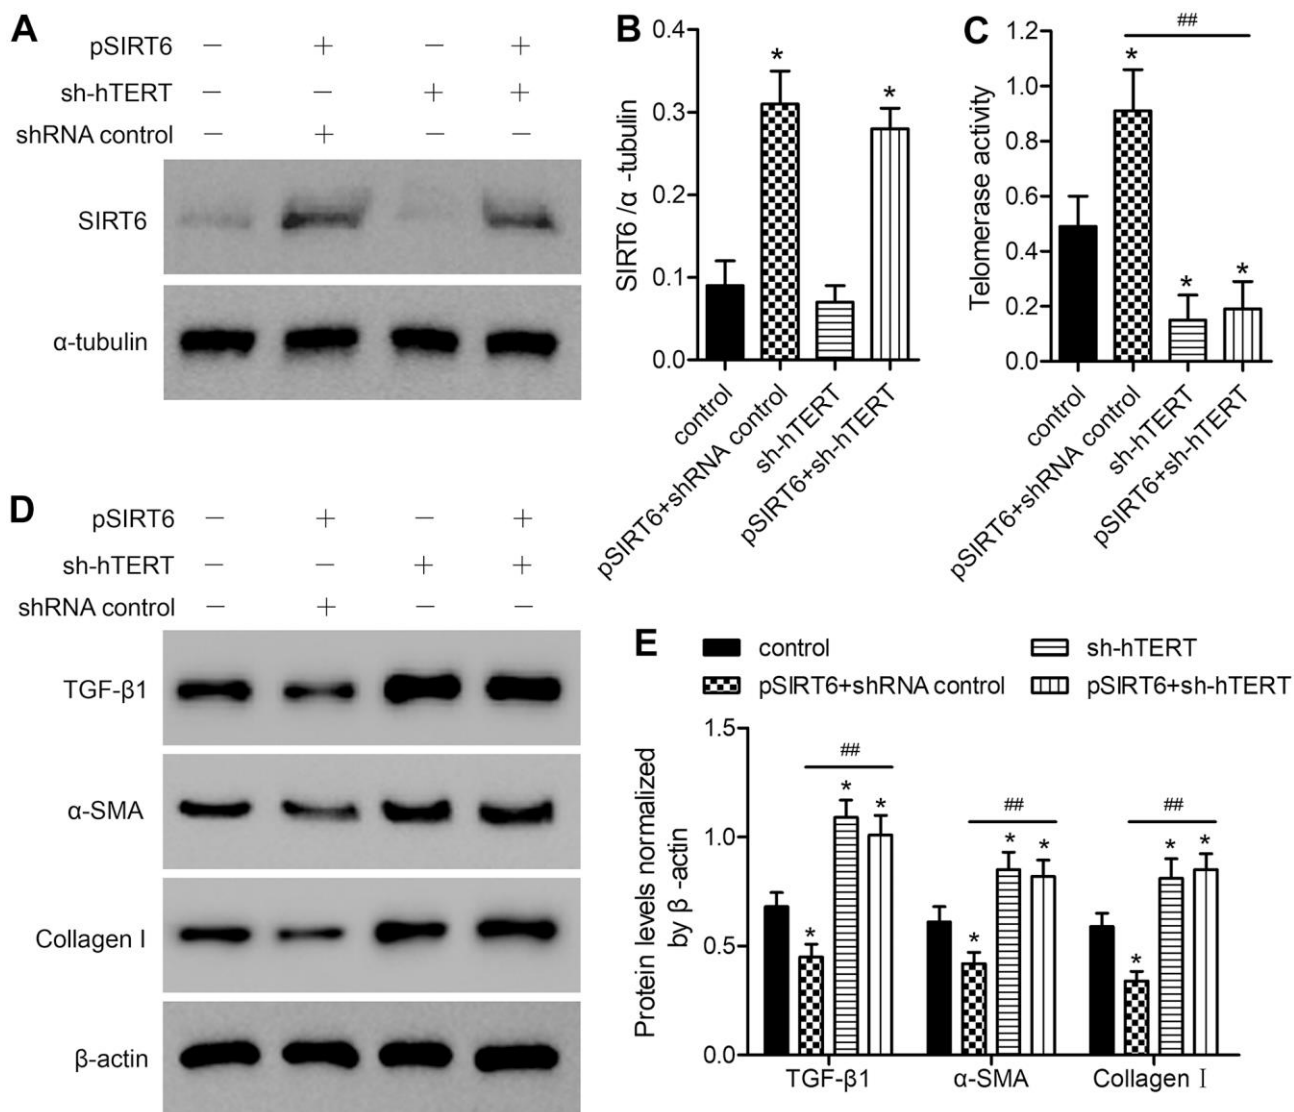 A
pSIRT6 − + − +
sh-hTERT − − + +
shRNA control − + − −
SIRT6
α-tubulin
B
SIRT6 /α -tubulin
0.4
0.3
0.2
0.1
0.0
* *
control
pSIRT6+shRNA control
sh-hTERT
pSIRT6+sh-hTERT
C
Telomerase activity
1.2
1.0
0.8
0.6
0.4
0.2
0.0
##
* * *
control
pSIRT6+shRNA control
sh-hTERT
pSIRT6+sh-hTERT
D
pSIRT6 − + − +
sh-hTERT − − + +
shRNA control − + − −
TGF-β1
α-SMA
Collagen I
β-actin
E
control
sh-hTERT
pSIRT6+shRNA control
pSIRT6+sh-hTERT
Protein levels normalized
by β -actin
1.5
1.0
0.5
0.0
## ## ##
* * * * * * * * *
TGF-β1 α-SMA Collagen Ⅰ